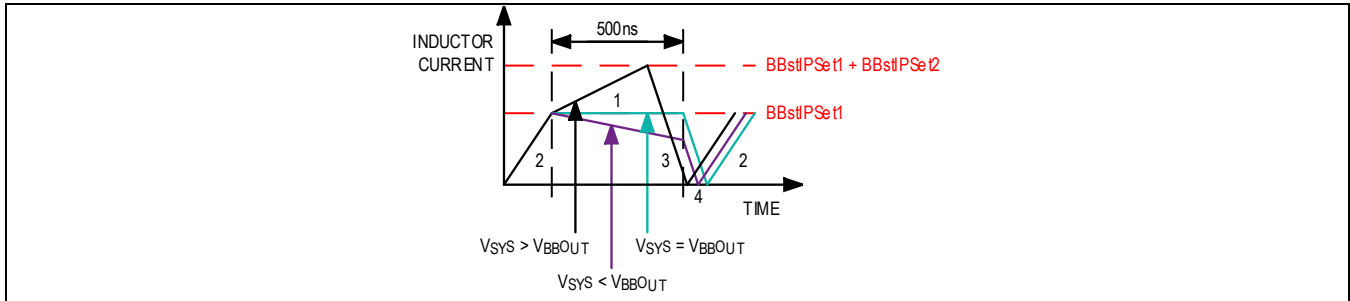 500ns
INDUCTOR
CURRENT
BBstIPSet1 + BBstIPSet2
BBstIPSet1
1
2
3
2
4
TIME
VSYS > VBBOUT
VSYS = VBBOUT
VSYS < VBBOUT